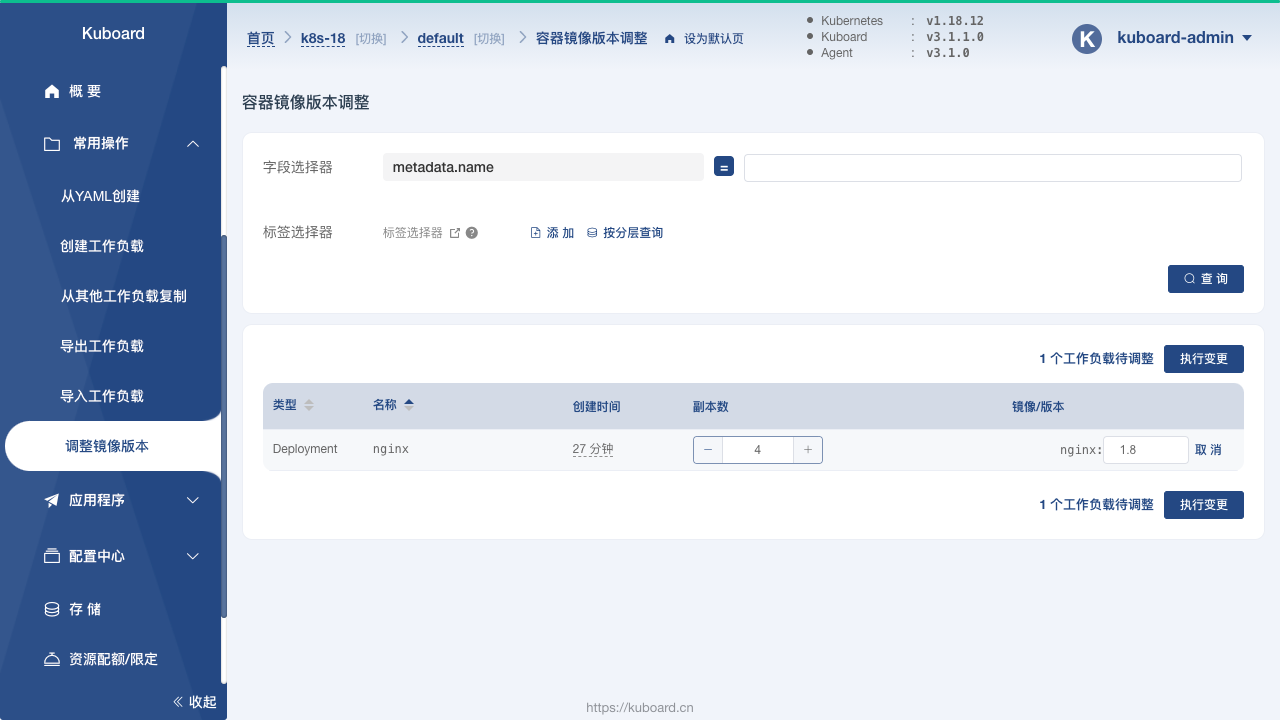 Kuboard
概 要
常用操作
从YAML创建
创建工作负载
从其他工作负载复制
导出工作负载
导入工作负载
调整镜像版本
应用程序
配置中心
存 储
资源配额/限定
收起
首页 k8s-18 [切换] default [切换] 容器镜像版本调整 设为默认页
Kubernetes : v1.18.12
Kuboard : v3.1.1.0
Agent : v3.1.0
K kuboard-admin
容器镜像版本调整
字段选择器 metadata.name =
标签选择器 标签选择器 ? 添 加 按分层查询
查 询
1 个工作负载待调整 执行变更
类型 名称 创建时间 副本数 镜像/版本
Deployment nginx 27 分钟 − 4 + nginx: 1.8 取 消
1 个工作负载待调整 执行变更
https://kuboard.cn